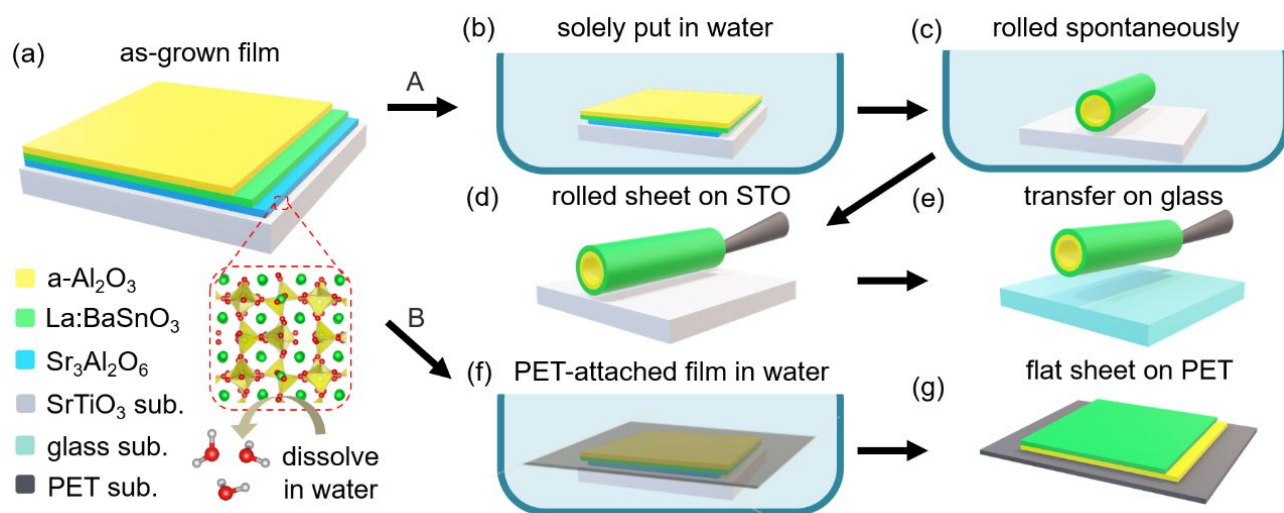 (a) as-grown film
A
(b) solely put in water
(c) rolled spontaneously
(d) rolled sheet on STO
(e) transfer on glass
B
(f) PET-attached film in water
(g) flat sheet on PET
a-Al₂O₃
La:BaSnO₃
Sr₃Al₂O₆
SrTiO₃ sub.
glass sub.
PET sub.
dissolve
in water